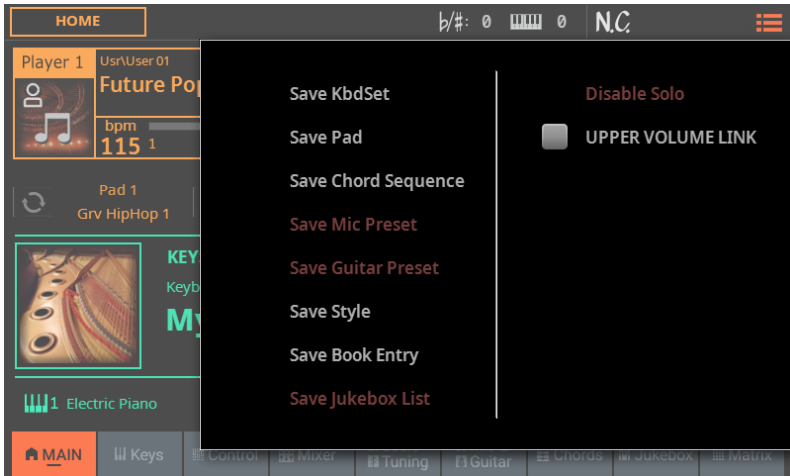 HOME
♭/#: 0 0 N.C.
Player 1 Usr\User 01
Future Pop
bpm
115 1
Pad 1
Grv HipHop 1
KEY
Keyb
My
1 Electric Piano
Save KbdSet
Save Pad
Save Chord Sequence
Save Mic Preset
Save Guitar Preset
Save Style
Save Book Entry
Save Jukebox List
Disable Solo
UPPER VOLUME LINK
MAIN Keys Control Mixer Tuning Guitar Chords Jukebox Matrix